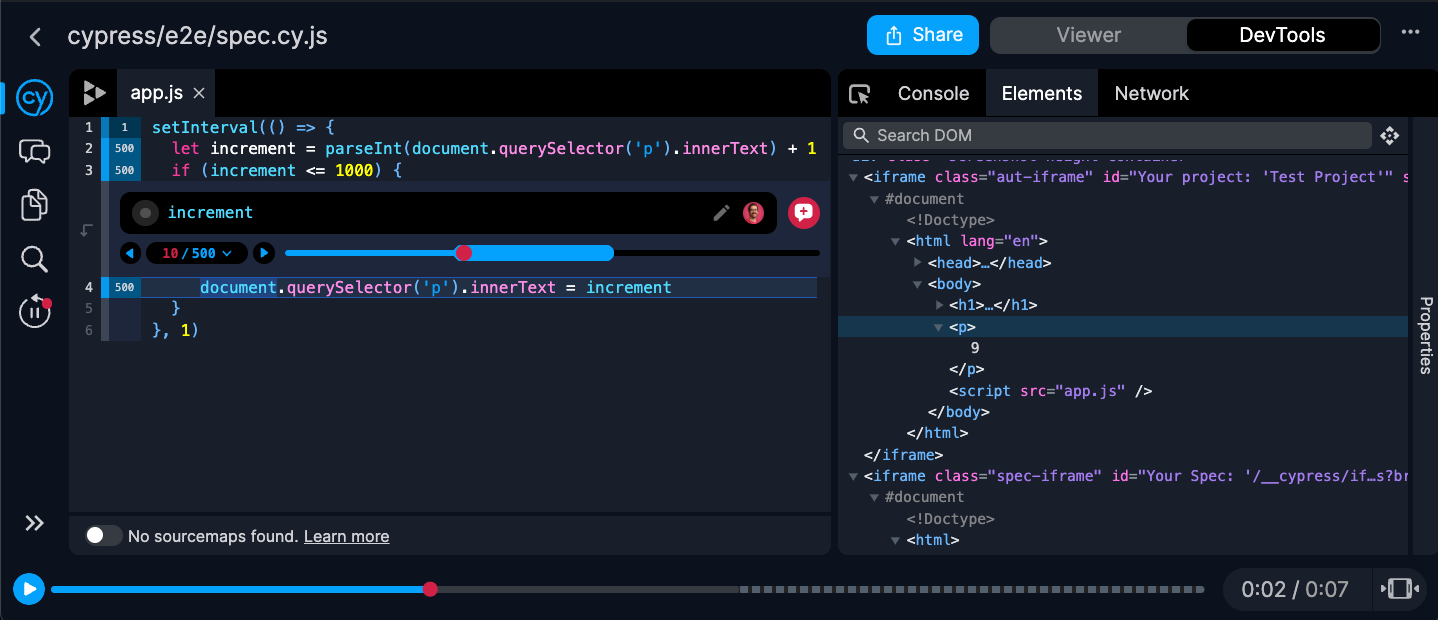 cypress/e2e/spec.cy.js
Share
Viewer
DevTools
cy
app.js
1 1 setInterval(() => {
2 500 let increment = parseInt(document.querySelector('p').innerText) + 1
3 500 if (increment <= 1000) {
increment
10 / 500
4 500 document.querySelector('p').innerText = increment
5 }
6 }, 1)
No sourcemaps found. Learn more
Console
Elements
Network
Search DOM
<iframe class="aut-iframe" id="Your project: 'Test Project'" s
#document
<!Doctype>
<html lang="en">
<head>…</head>
<body>
<h1>…</h1>
<p>
9
</p>
<script src="app.js" />
</body>
</html>
</iframe>
<iframe class="spec-iframe" id="Your Spec: '/__cypress/if…s?br
#document
<!Doctype>
<html>
Properties
0:02 / 0:07